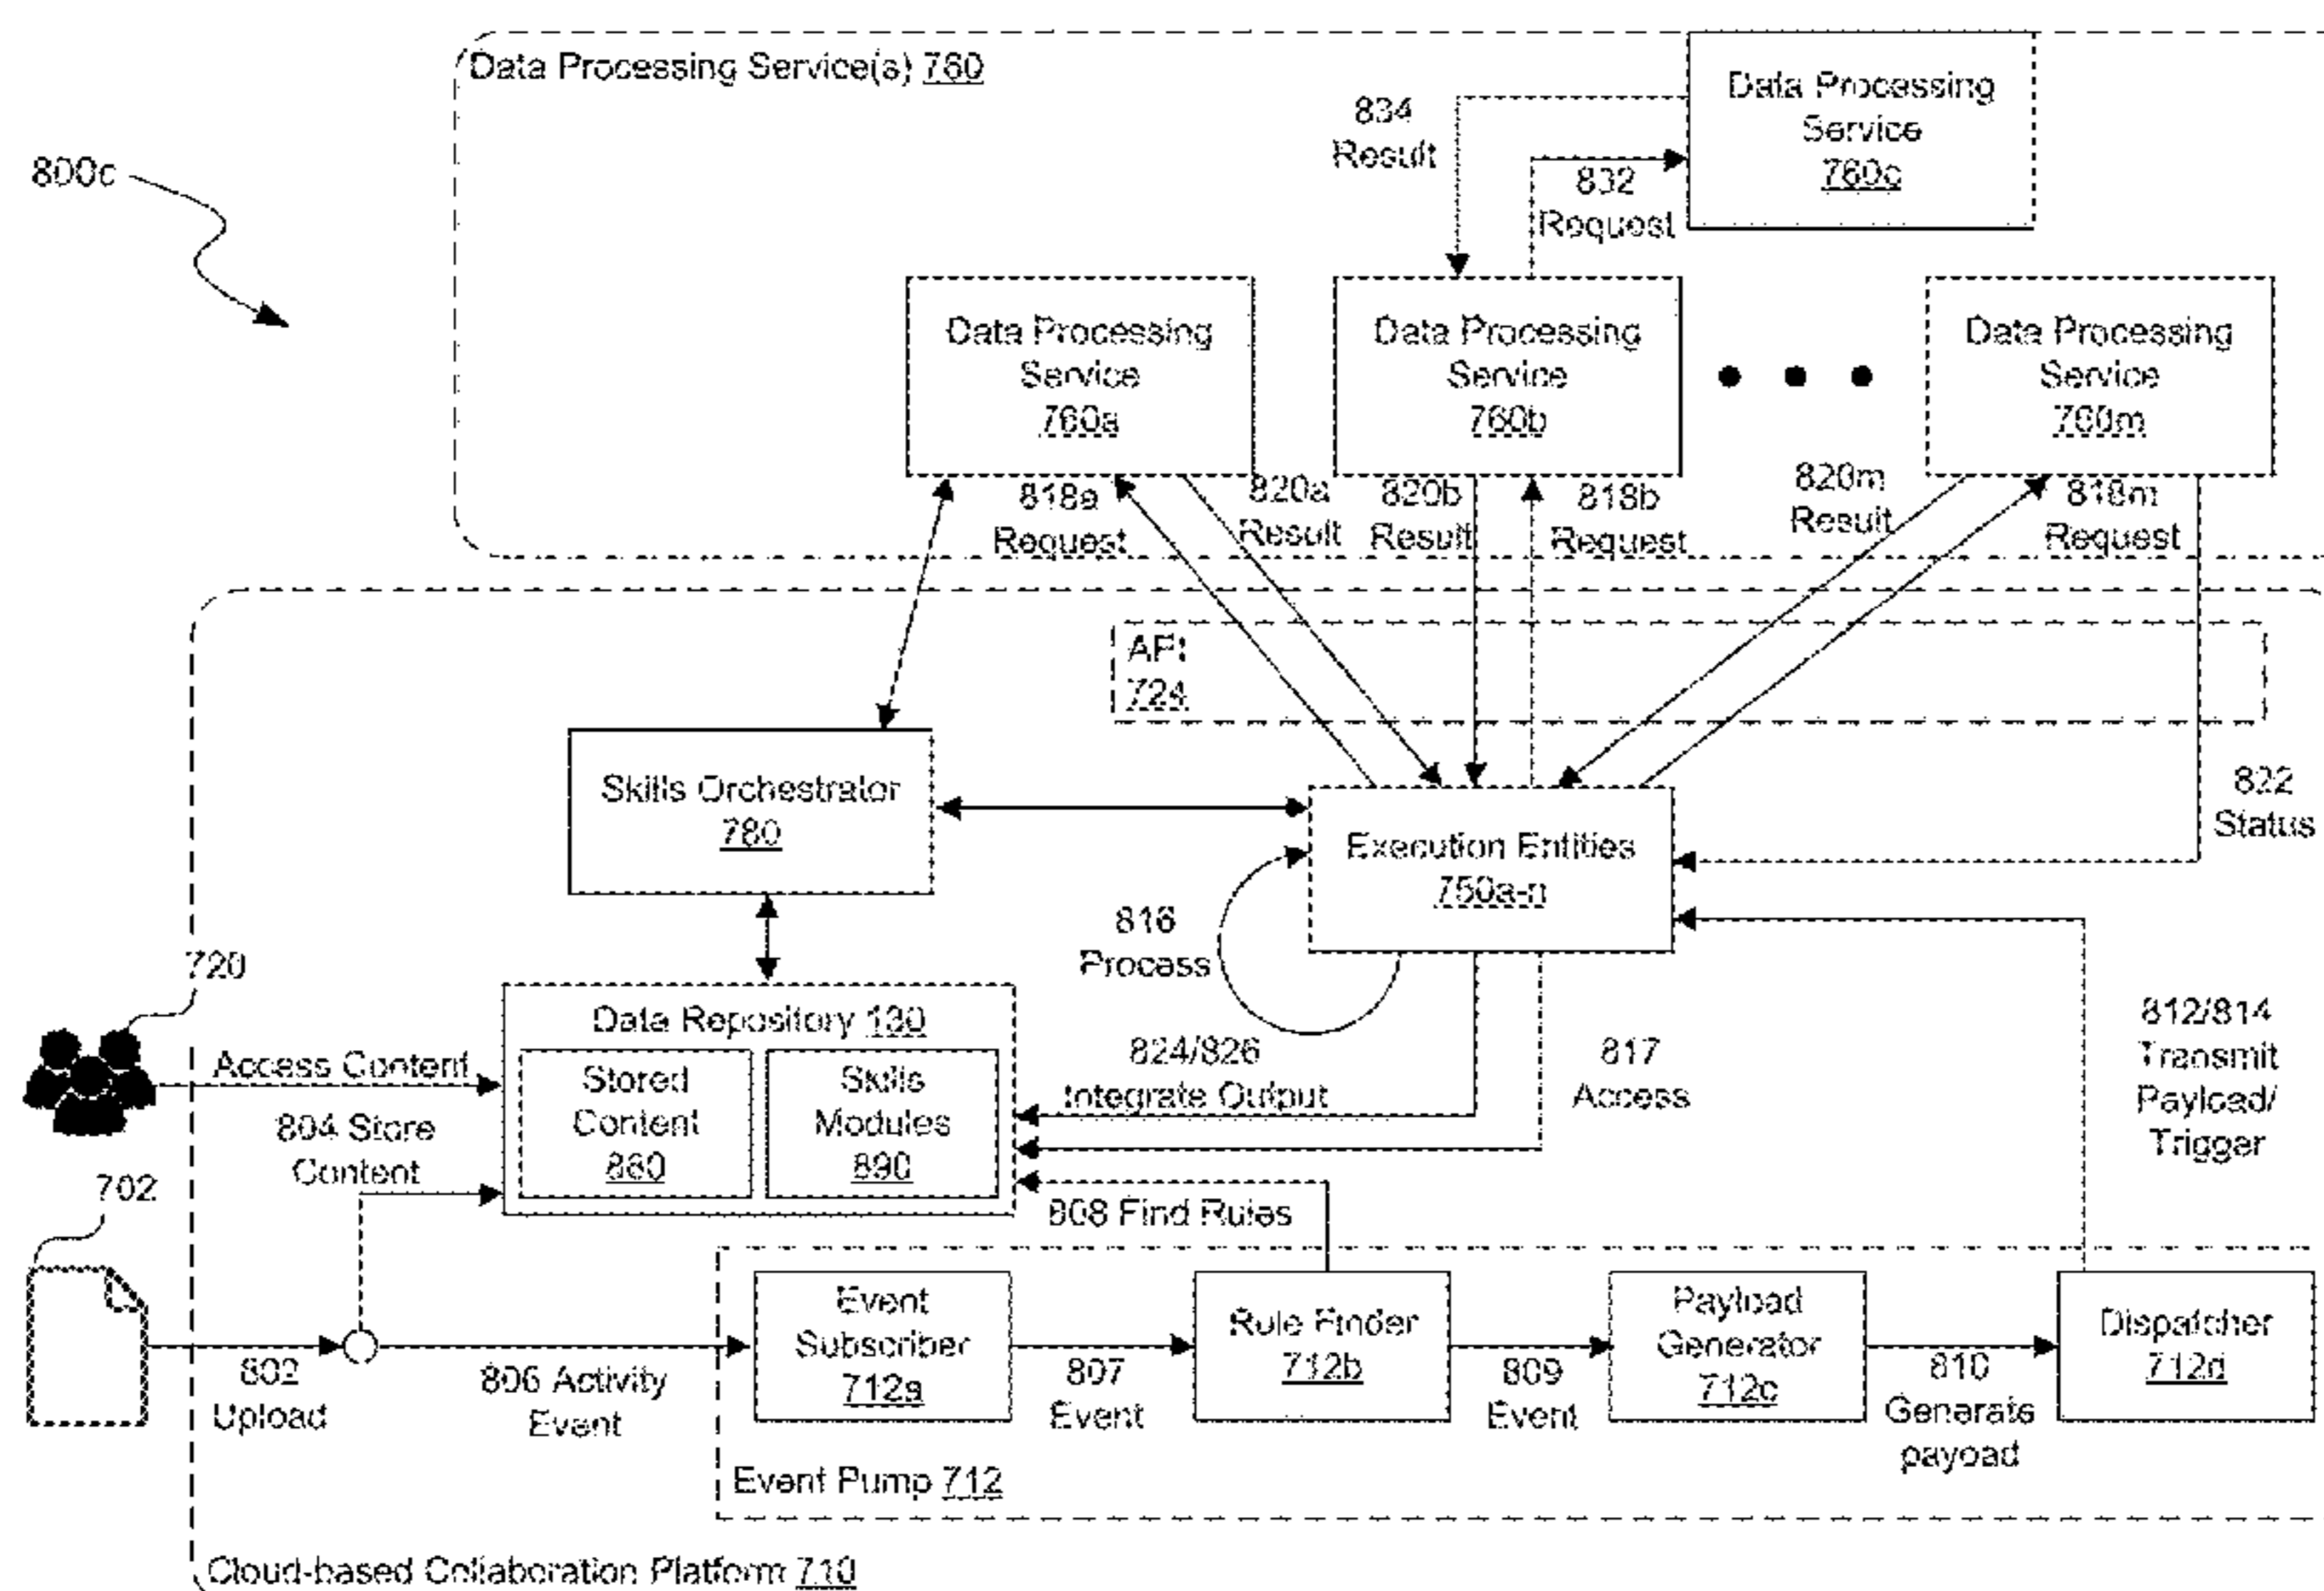 Data Processing Service(s) 760
Data Processing
Service
760c
834
Result
832
Request
800c
Data Processing
Service
760a
Data Processing
Service
760b
Data Processing
Service
760m
818a
Request
820a
Result
820b
Result
818b
Request
820m
Result
818m
Request
API
724
Skills Orchestrator
780
Execution Entities
750a-n
822
Status
816
Process
720
Data Repository 130
Stored
Content
860
Skills
Modules
890
Access Content
804 Store
Content
824/826
Integrate Output
817
Access
812/814
Transmit
Payload/
Trigger
702
808 Find Rules
Event
Subscriber
712a
Rule Finder
712b
Payload
Generator
712c
Dispatcher
712d
802
Upload
806 Activity
Event
807
Event
809
Event
810
Generate
payoad
Event Pump 712
Cloud-based Collaboration Platform 710